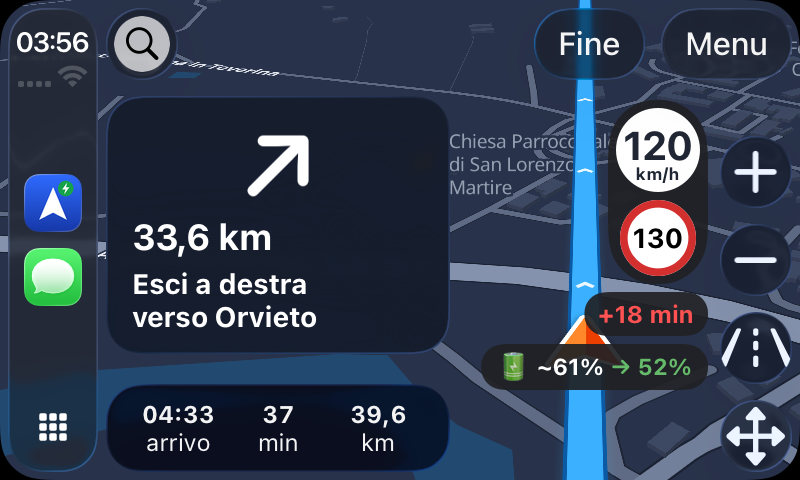 03:56
in Toverina
Fine
Menu
33,6 km
Esci a destra
verso Orvieto
Chiesa Parrocc
di San Lorenzo
Martire
120
km/h
130
+18 min
~61% → 52%
04:33
37
39,6
arrivo
min
km